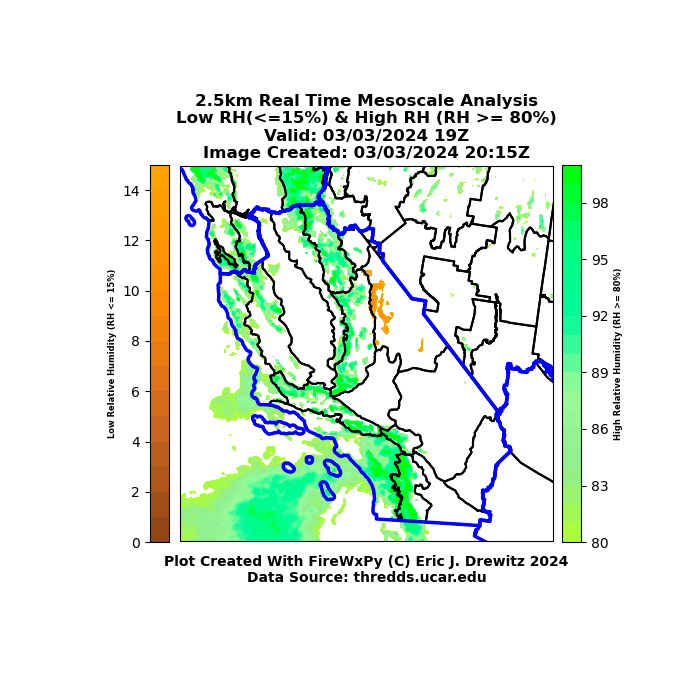 2.5km Real Time Mesoscale Analysis
Low RH(<=15%) & High RH (RH >= 80%)
Valid: 03/03/2024 19Z
Image Created: 03/03/2024 20:15Z
14
12
10
8
6
4
2
0
Low Relative Humidity (RH <= 15%)
98
95
92
89
86
83
80
High Relative Humidity (RH >= 80%)
Plot Created With FireWxPy (C) Eric J. Drewitz 2024
Data Source: thredds.ucar.edu